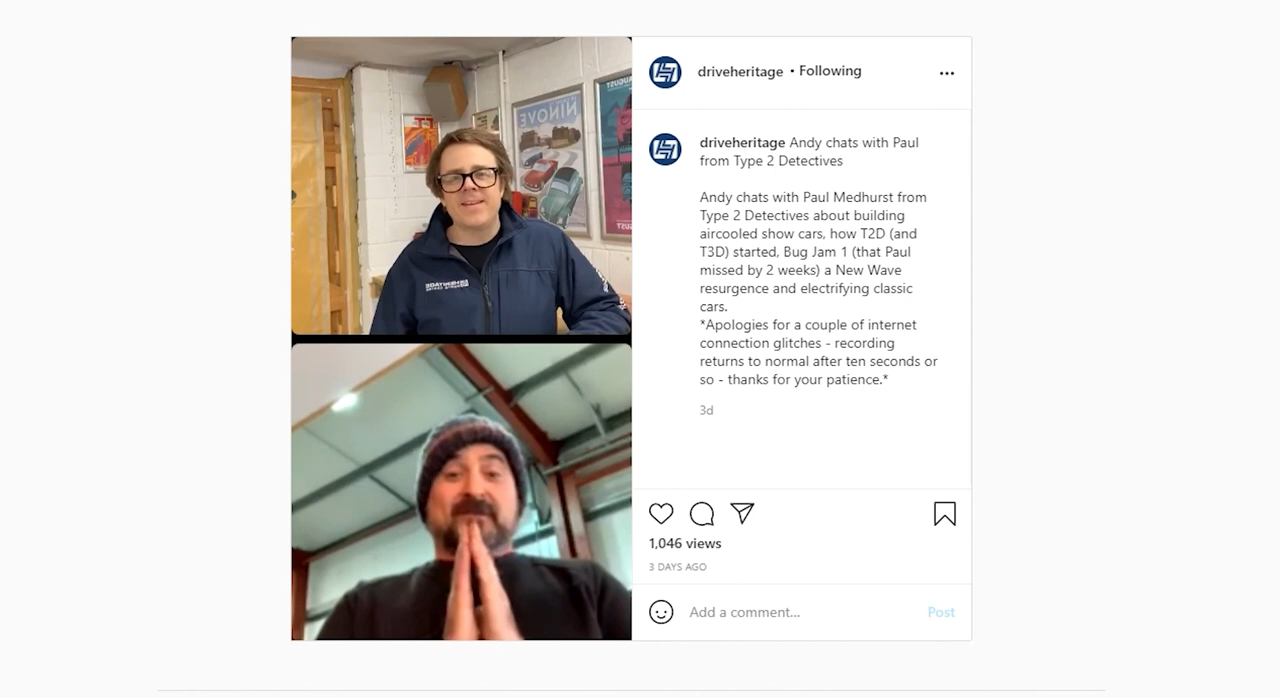 NINOVE
AUGUST
driveheritage • Following
driveheritage Andy chats with Paul
from Type 2 Detectives
Andy chats with Paul Medhurst from
Type 2 Detectives about building
aircooled show cars, how T2D (and
T3D) started, Bug Jam 1 (that Paul
missed by 2 weeks) a New Wave
resurgence and electrifying classic
cars.
*Apologies for a couple of internet
connection glitches - recording
returns to normal after ten seconds or
so - thanks for your patience.*
3d
1,046 views
3 DAYS AGO
Add a comment...
Post